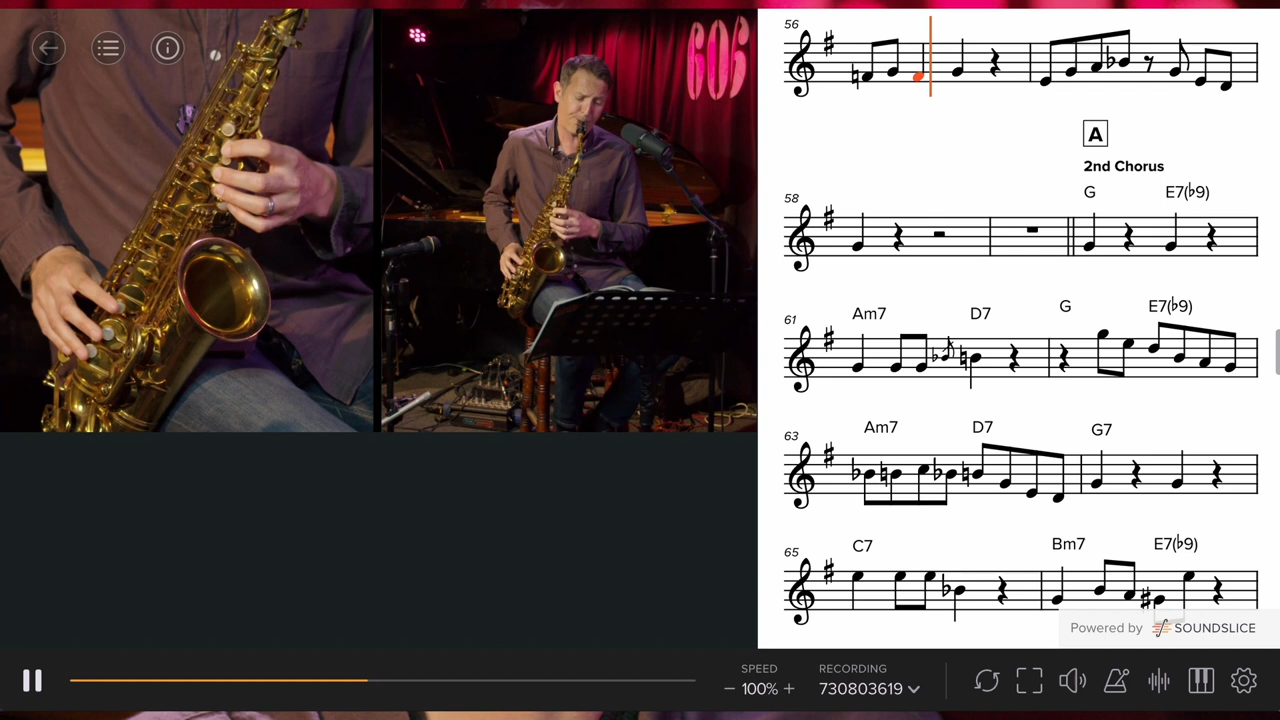 606
56
A
2nd Chorus
G E7(♭9)
58
Am7 D7 G E7(♭9)
61
Am7 D7 G7
63
C7 Bm7 E7(♭9)
65
Powered by SOUNDSLICE
SPEED RECORDING
− 100% + 730803619